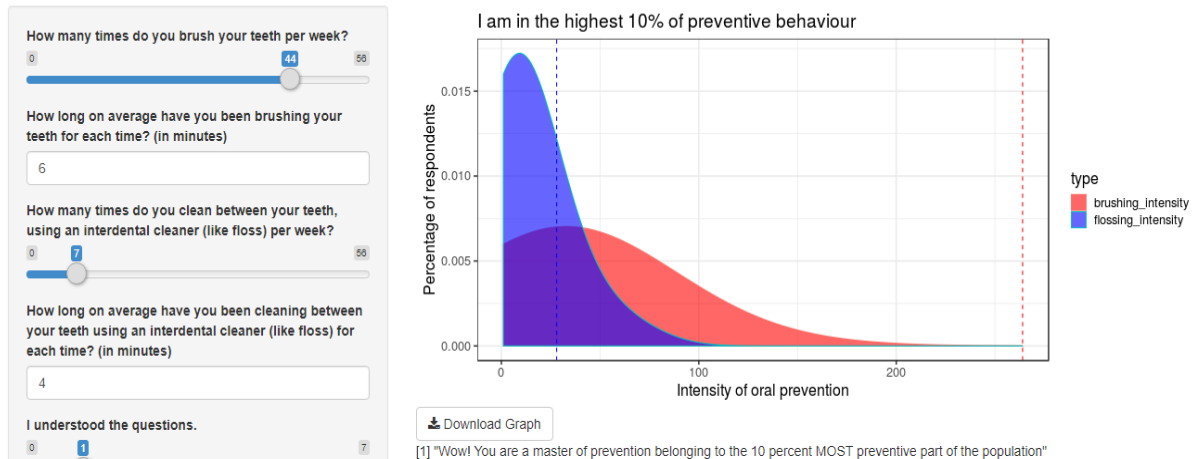 How many times do you brush your teeth per week?
0 44 56
How long on average have you been brushing your
teeth for each time? (in minutes)
6
How many times do you clean between your teeth,
using an interdental cleaner (like floss) per week?
0 7 56
How long on average have you been cleaning between
your teeth using an interdental cleaner (like floss) for
each time? (in minutes)
4
I understood the questions.
0 1 7
I am in the highest 10% of preventive behaviour
Percentage of respondents
0.015
0.010
0.005
0.000
0 100 200
Intensity of oral prevention
type
brushing_intensity
flossing_intensity
Download Graph
[1] "Wow! You are a master of prevention belonging to the 10 percent MOST preventive part of the population"